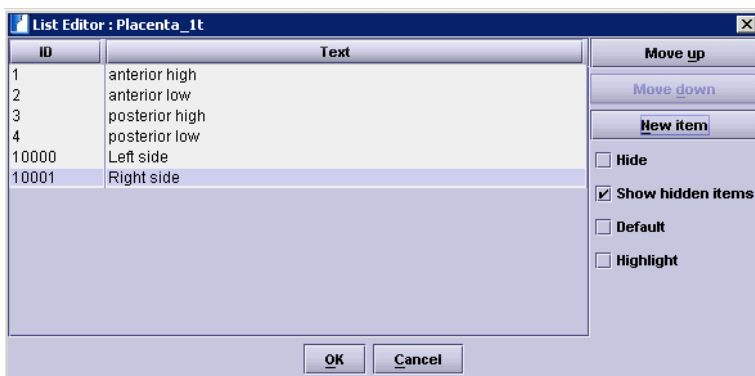 List Editor : Placenta_1t
ID Text
1 anterior high
2 anterior low
3 posterior high
4 posterior low
10000 Left side
10001 Right side
Move up
Move down
New item
Hide
Show hidden items
Default
Highlight
OK Cancel